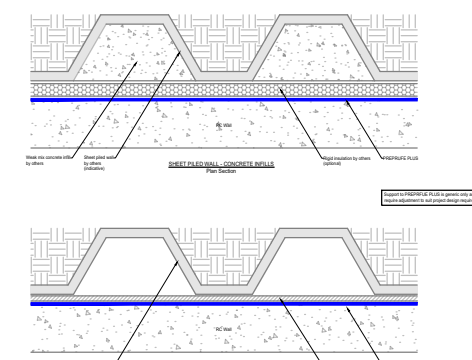 RC Wall
Weak mix concrete infill
by others
Sheet piled wall
by others
(indicative)
SHEET PILED WALL - CONCRETE INFILLS
Plan Section
Rigid insulation by others
(optional)
PREPRUFE PLUS
Support to PREPRFUE PLUS is generic only a
require adjustment to suit project design requir
RC Wall